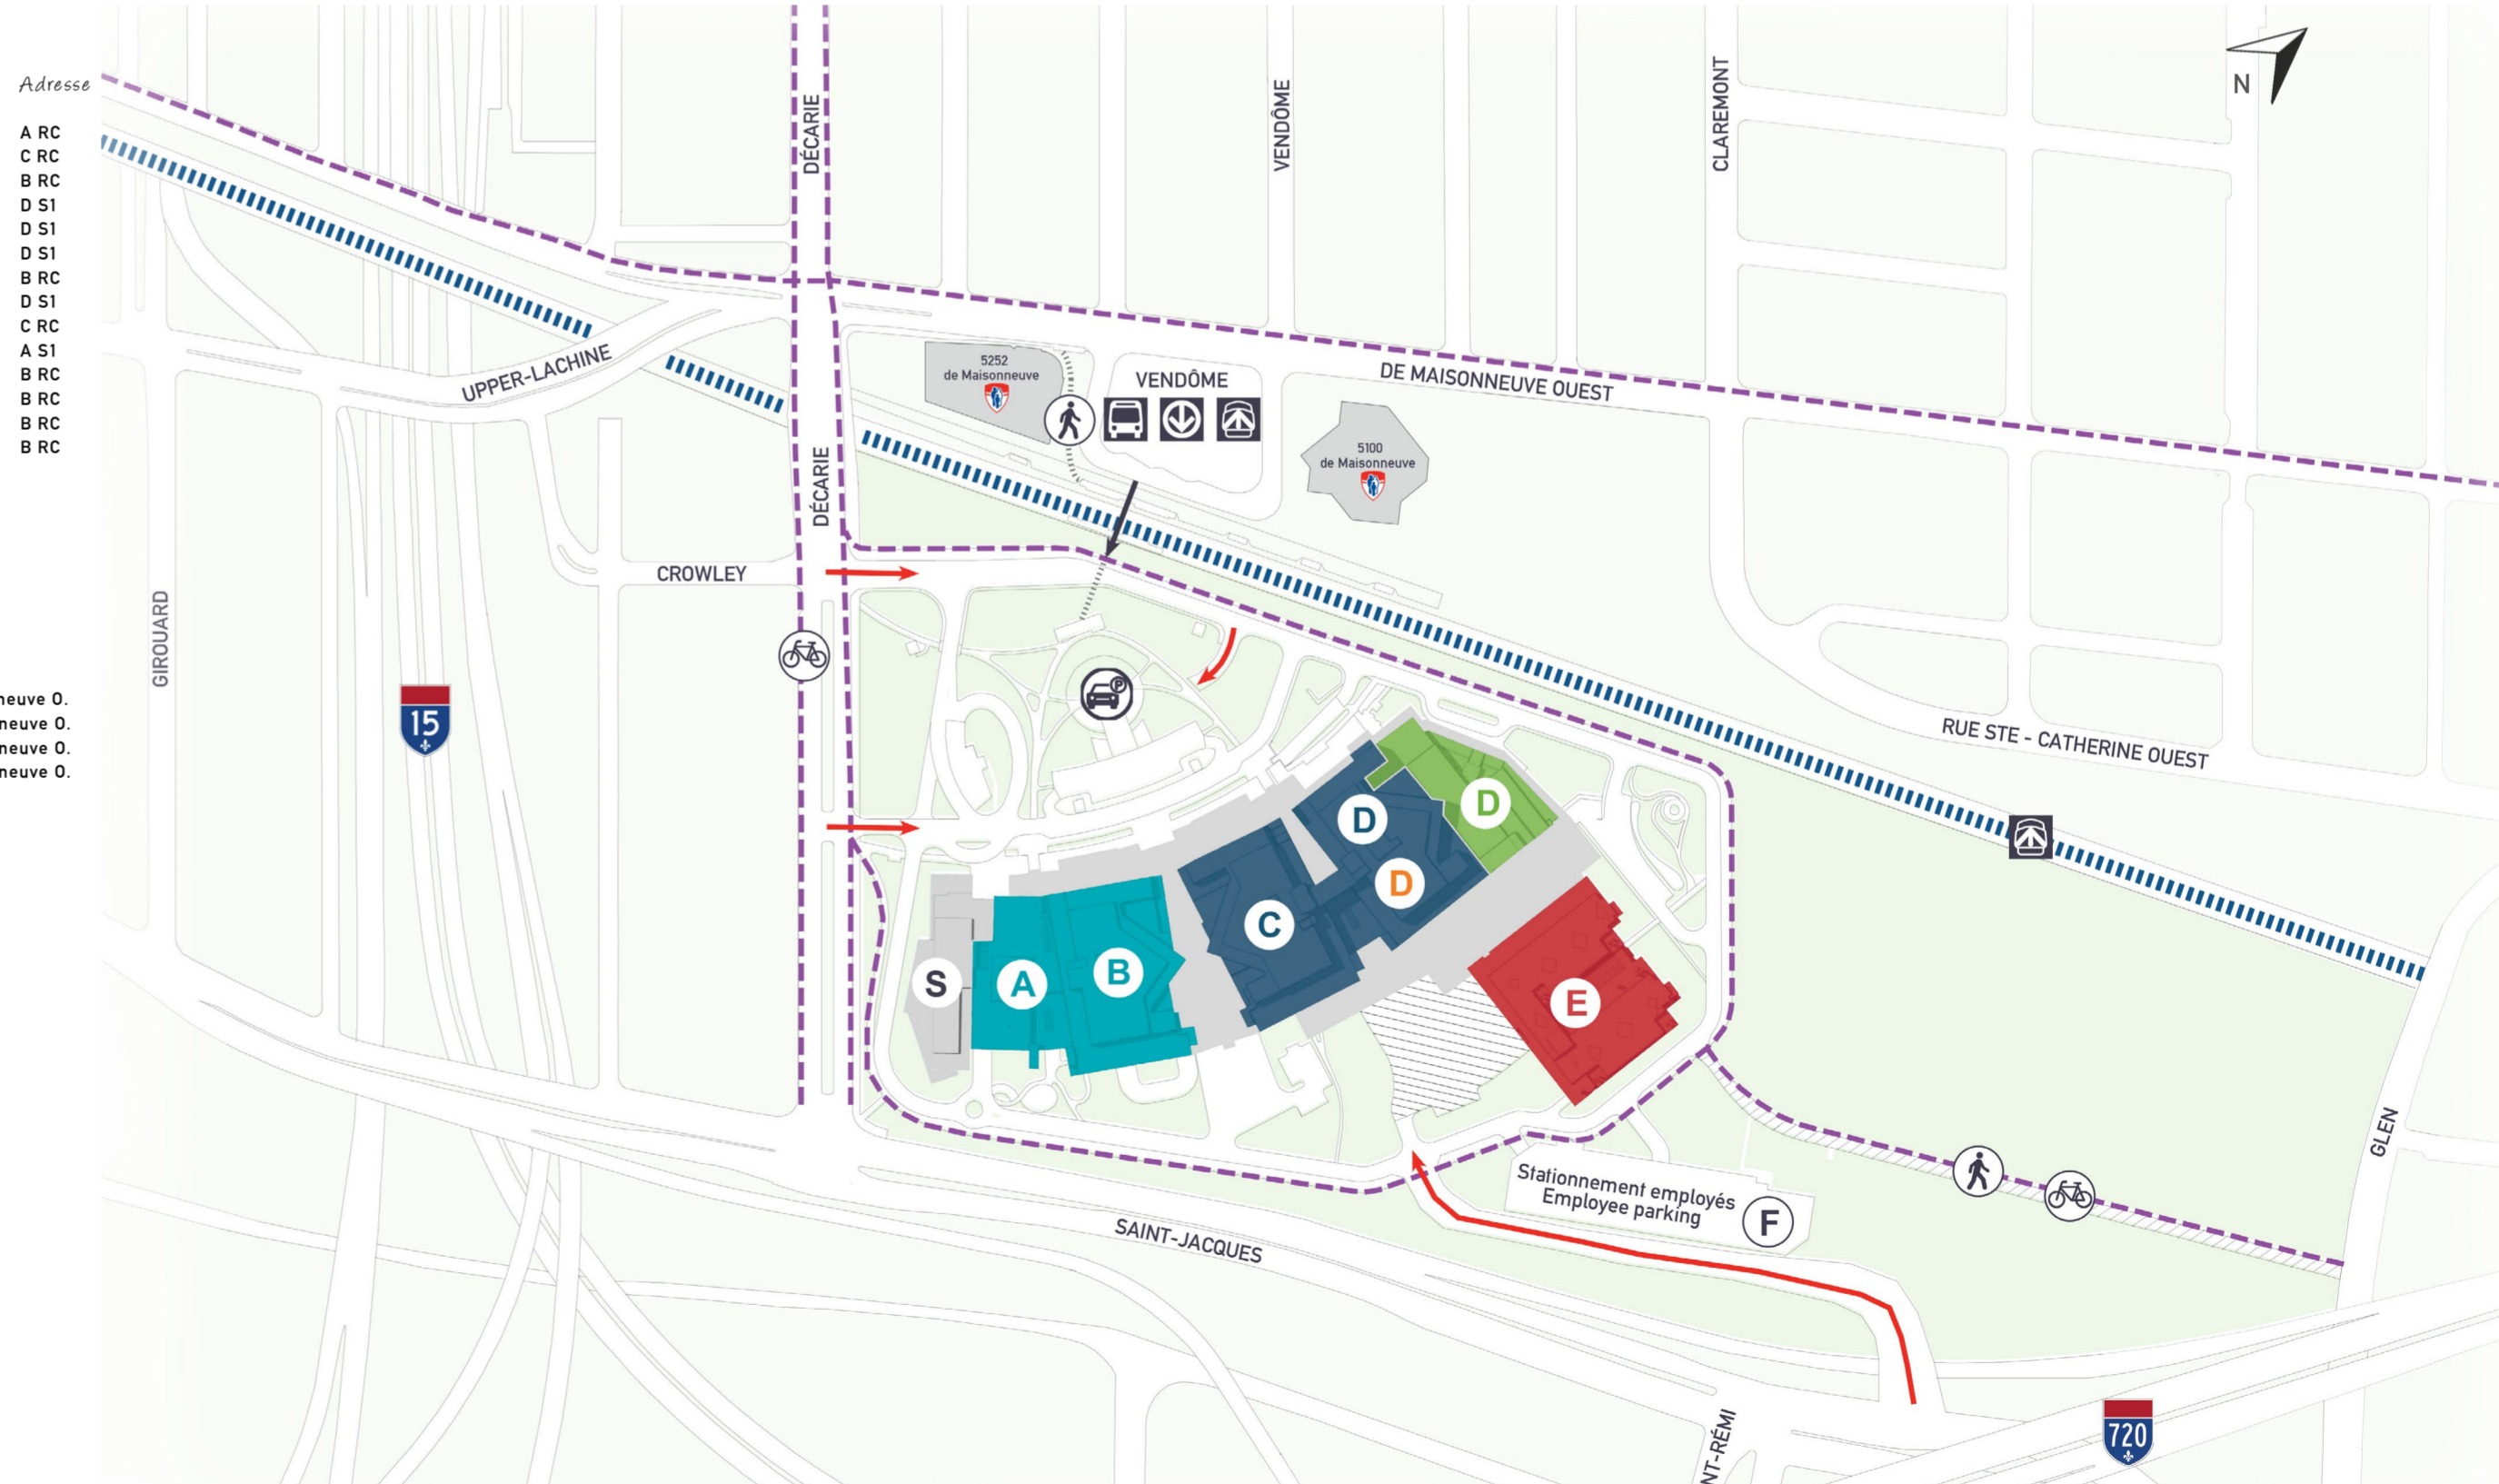 Adresse
A RC
C RC
B RC
D S1
D S1
D S1
B RC
D S1
C RC
A S1
B RC
B RC
B RC
B RC
neuve O.
neuve O.
neuve O.
neuve O.
DÉCARIE
VENDÔME
CLAREMONT
N
UPPER-LACHINE
5252
de Maisonneuve
VENDÔME
DE MAISONNEUVE OUEST
5100
de Maisonneuve
DÉCARIE
CROWLEY
GIROUARD
15
P
RUE STE - CATHERINE OUEST
D
D
D
C
B
A
S
E
GLEN
Stationnement employés
Employee parking
F
SAINT-JACQUES
NT-RÉMI
720